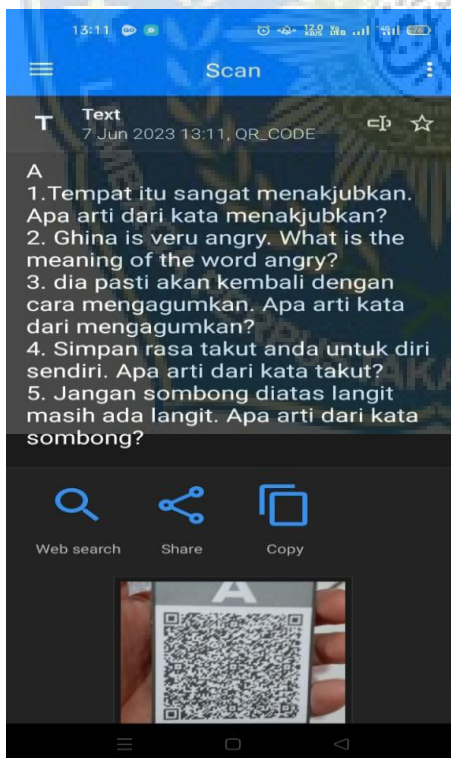 13:11
12.0 KB/S
Scan
T Text
7 Jun 2023 13:11, QR_CODE
A
1.Tempat itu sangat menakjubkan.
Apa arti dari kata menakjubkan?
2. Ghina is veru angry. What is the
meaning of the word angry?
3. dia pasti akan kembali dengan
cara mengagumkan. Apa arti kata
dari mengagumkan?
4. Simpan rasa takut anda untuk diri
sendiri. Apa arti dari kata takut?
5. Jangan sombong diatas langit
masih ada langit. Apa arti dari kata
sombong?
Web search Share Copy
A